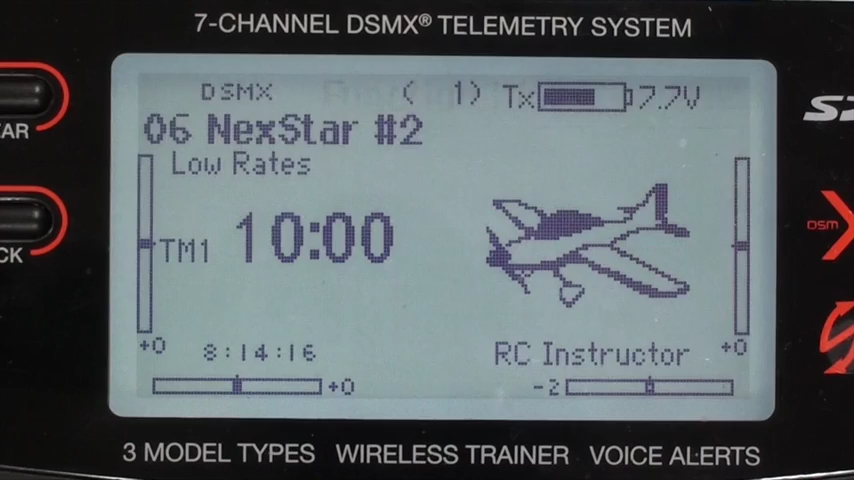 7-CHANNEL DSMX® TELEMETRY SYSTEM
DSMX ( 1) Tx 7.7V
06 NexStar #2
Low Rates
TM1 10:00
+0 8:14:16 RC Instructor +0
+0 -2
3 MODEL TYPES WIRELESS TRAINER VOICE ALERTS
DSM